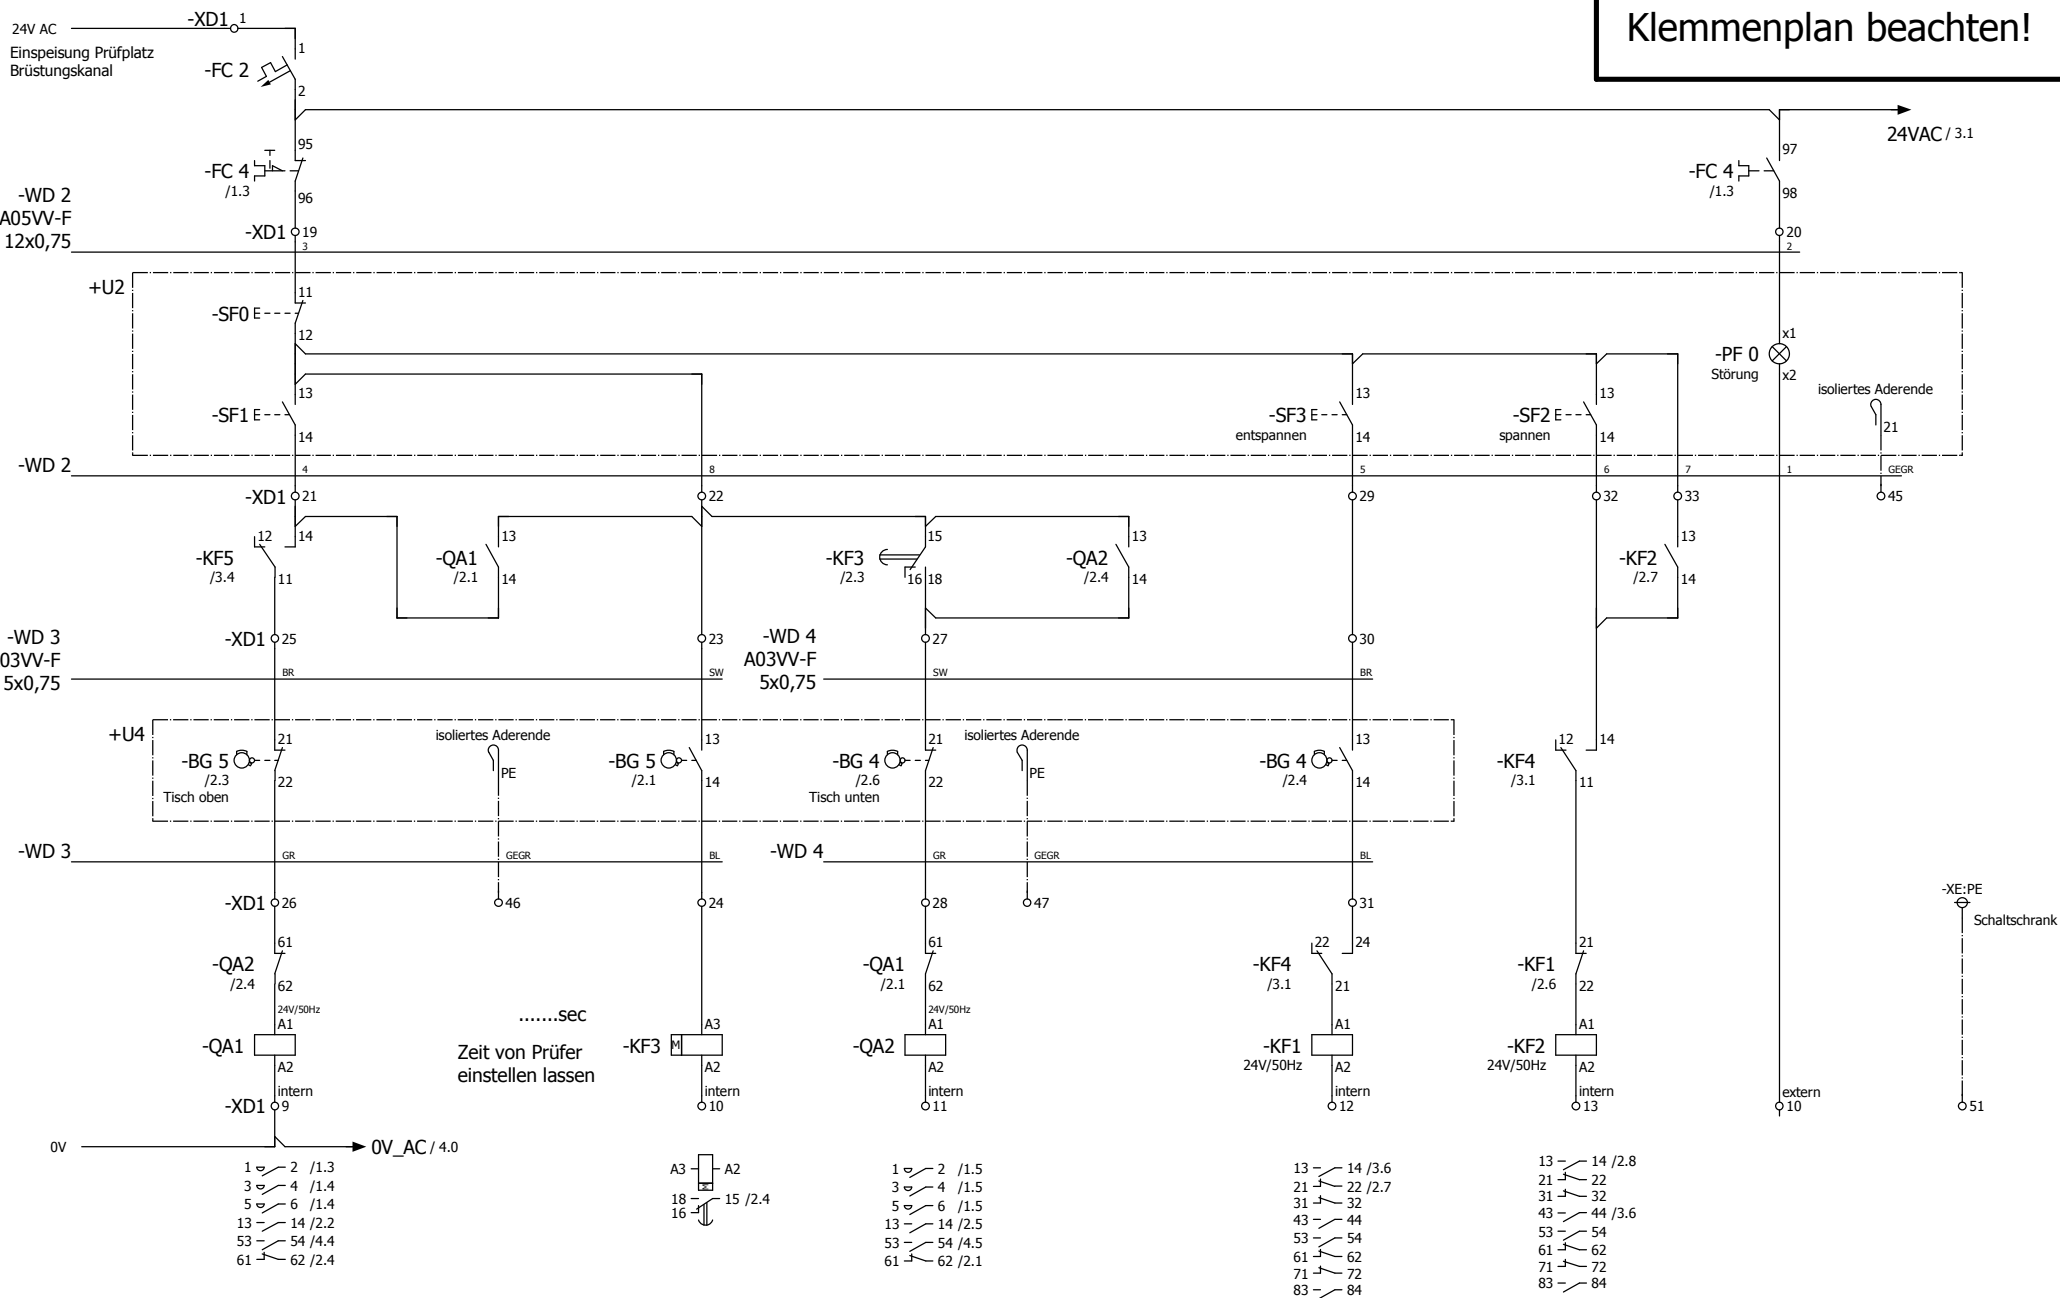 Klemmenplan beachten!
24V AC
-XD1 1
Einspeisung Prüfplatz
Brüstungskanal
1
-FC 2
2
24VAC / 3.1
95
97
-FC 4
/1.3
-FC 4
/1.3
96
98
-WD 2
A05VV-F
12x0,75
-XD1 19
20
3
2
+U2
11
-SF0 E
12
x1
-PF 0
Störung
x2
isoliertes Aderende
21
13
13
13
-SF1 E
-SF3 E
entspannen
-SF2 E
spannen
14
14
14
-WD 2
4
8
5
6
7
1
GEGR
-XD1 21
22
29
32
33
45
12
14
13
15
13
13
-KF5
/3.4
-QA1
/2.1
-KF3
/2.3
-QA2
/2.4
-KF2
/2.7
11
14
16
18
14
14
-WD 3
03VV-F
5x0,75
-XD1 25
23
-WD 4
A03VV-F
5x0,75
27
30
BR
SW
SW
BR
+U4
21
isoliertes Aderende
13
21
isoliertes Aderende
13
12
14
-BG 5
/2.3
Tisch oben
PE
-BG 5
/2.1
-BG 4
/2.6
Tisch unten
PE
-BG 4
/2.4
-KF4
/3.1
22
14
22
14
11
-WD 3
GR
GEGR
BL
-WD 4
GR
GEGR
BL
-XD1 26
46
24
28
47
31
-XE:PE
Schaltschrank
61
61
22
24
21
-QA2
/2.4
-QA1
/2.1
-KF4
/3.1
-KF1
/2.6
62
62
21
22
24V/50Hz
24V/50Hz
.......sec
A1
A3
A1
A1
A1
-QA1
Zeit von Prüfer
einstellen lassen
-KF3
M
-QA2
-KF1
24V/50Hz
-KF2
24V/50Hz
A2
A2
A2
A2
A2
intern
intern
intern
intern
intern
extern
-XD1 9
10
11
12
13
10
51
0V
0V_AC / 4.0
1 2 /1.3
3 4 /1.4
5 6 /1.4
13 14 /2.2
53 54 /4.4
61 62 /2.4
A3 A2
M
18 15 /2.4
16
1 2 /1.5
3 4 /1.5
5 6 /1.5
13 14 /2.5
53 54 /4.5
61 62 /2.1
13 14 /3.6
21 22 /2.7
31 32
43 44
53 54
61 62
71 72
83 84
13 14 /2.8
21 22
31 32
43 44 /3.6
53 54
61 62
71 72
83 84